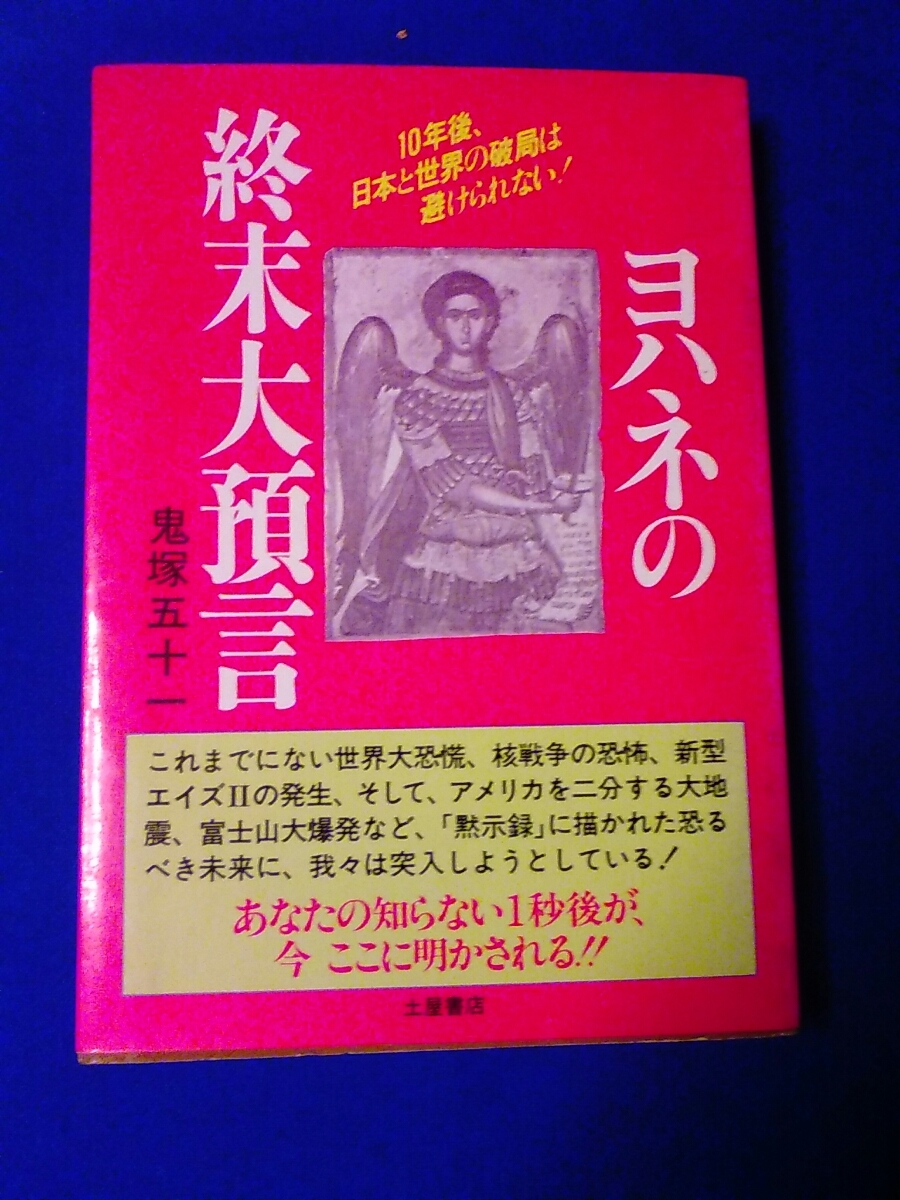 10年後、
日本と世界の破局は
避けられない！
ヨハネの
終末大預言
鬼塚五十一
これまでにない世界大恐慌、核戦争の恐怖、新型
エイズIIの発生、そして、アメリカを二分する大地
震、富士山大爆発など、「黙示録」に描かれた恐る
べき未来に、我々は突入しようとしている！
あなたの知らない1秒後が、
今 ここに明かされる!!
土屋書店